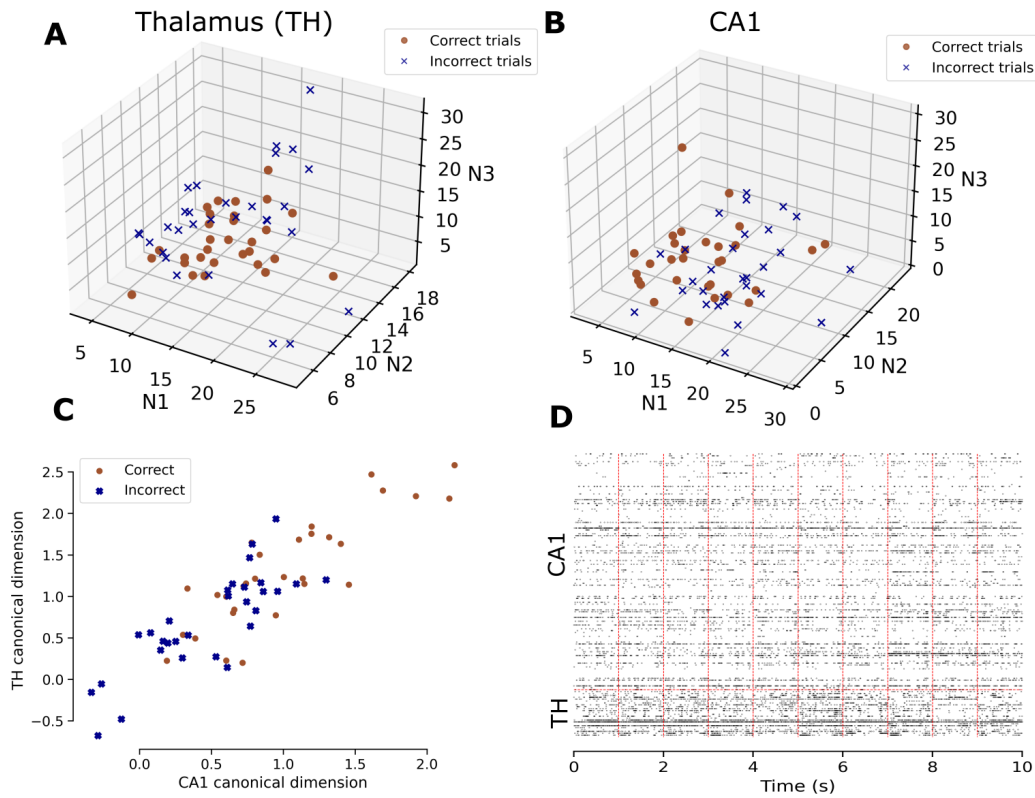 A
Thalamus (TH)
Correct trials
Incorrect trials
30
25
20
15
10
5
N3
5
10
15
20
25
N1
6
8
10
12
14
16
18
N2
B
CA1
Correct trials
Incorrect trials
30
25
20
15
10
5
0
N3
5
10
15
20
25
30
N1
0
5
10
15
20
N2
C
Correct
Incorrect
2.5
2.0
1.5
1.0
0.5
0.0
−0.5
TH canonical dimension
0.0 0.5 1.0 1.5 2.0
CA1 canonical dimension
D
CA1
TH
0 2 4 6 8 10
Time (s)